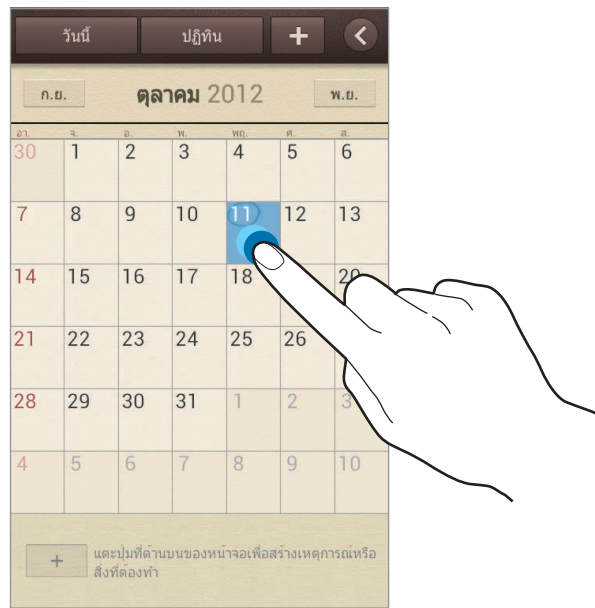 วันนี้ ปฏิทิน +
ก.ย. ตุลาคม 2012 พ.ย.
อา. จ. อ. พ. พฤ. ศ. ส.
30 1 2 3 4 5 6
7 8 9 10 11 12 13
14 15 16 17 18 20
21 22 23 24 25 26
28 29 30 31 1 2 3
4 5 6 7 8 9 10
+ แตะปุ่มที่ด้านบนของหน้าจอเพื่อสร้างเหตุการณ์หรือ
สิ่งที่ต้องทำ